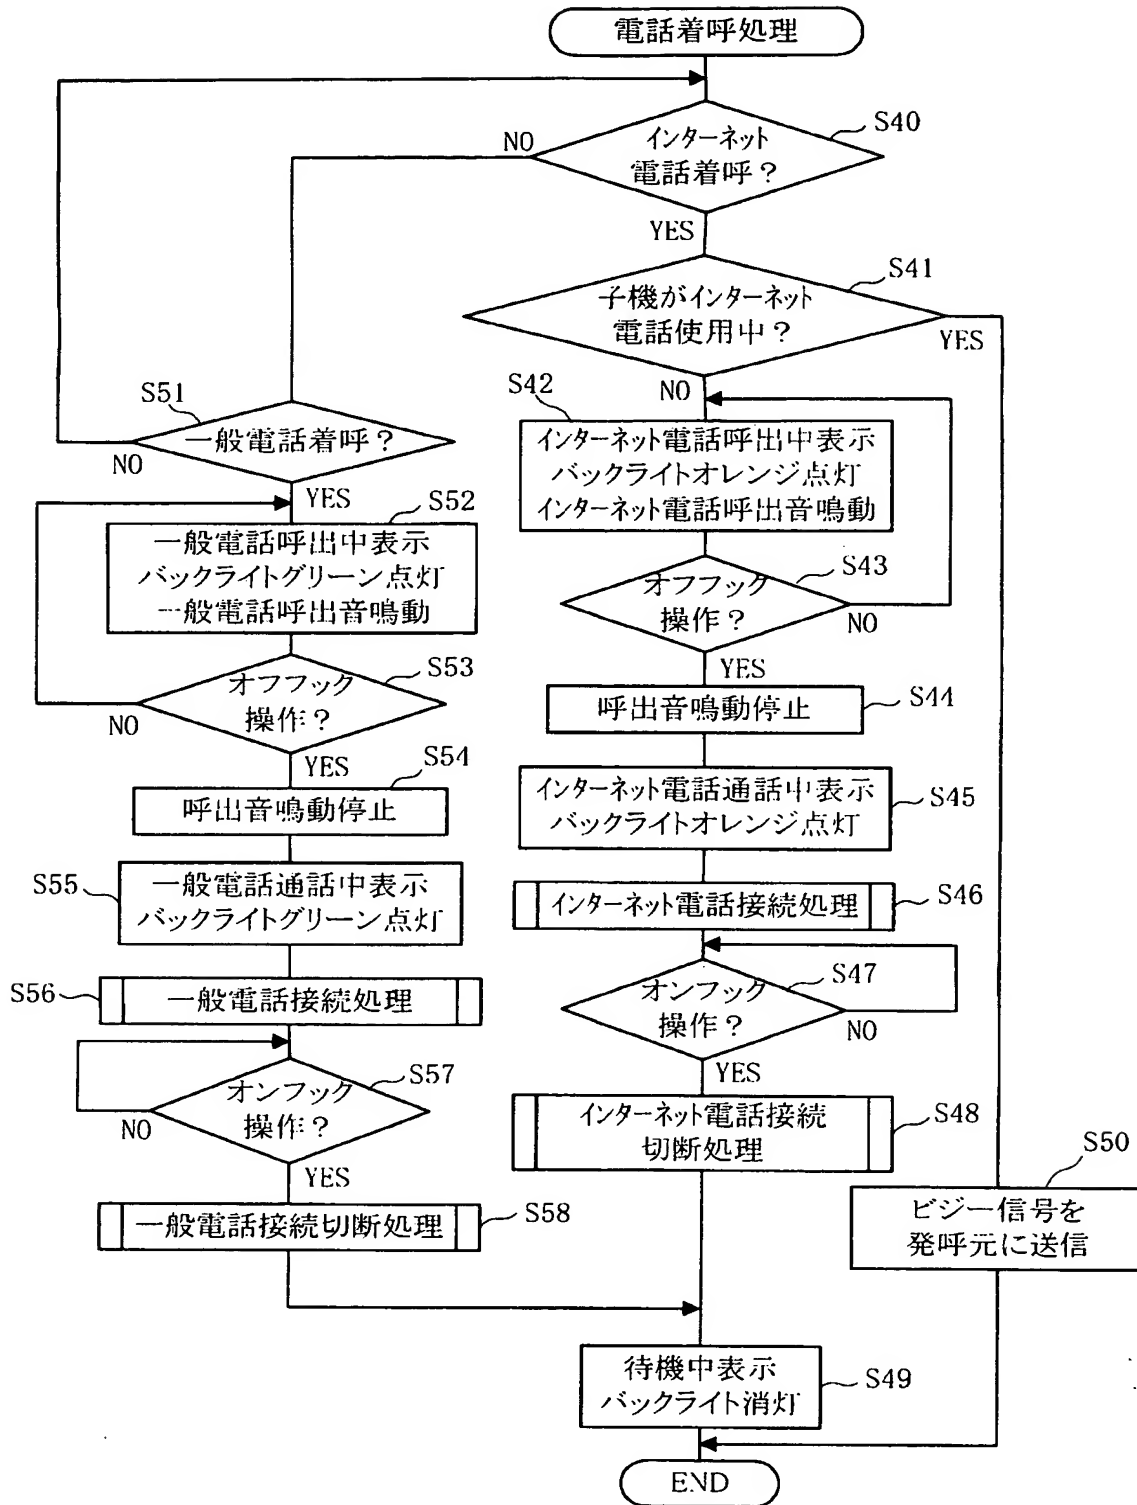 電話着呼処理
S40
インターネット
電話着呼？
NO
YES
S41
子機がインターネット
電話使用中？
YES
NO
S42
インターネット電話呼出中表示
バックライトオレンジ点灯
インターネット電話呼出音鳴動
S43
オフフック
操作？
NO
YES
呼出音鳴動停止
S44
インターネット電話通話中表示
バックライトオレンジ点灯
S45
インターネット電話接続処理
S46
S47
オンフック
操作？
NO
YES
インターネット電話接続
切断処理
S48
S50
ビジー信号を
発呼元に送信
S51
一般電話着呼？
NO
YES
S52
一般電話呼出中表示
バックライトグリーン点灯
一般電話呼出音鳴動
S53
オフフック
操作？
NO
YES
S54
呼出音鳴動停止
S55
一般電話通話中表示
バックライトグリーン点灯
S56
一般電話接続処理
S57
オンフック
操作？
NO
YES
一般電話接続切断処理
S58
待機中表示
バックライト消灯
S49
END